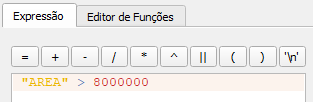 Expressão Editor de Funções
= + - / * ^ || ( ) '\n'
"AREA" > 8000000